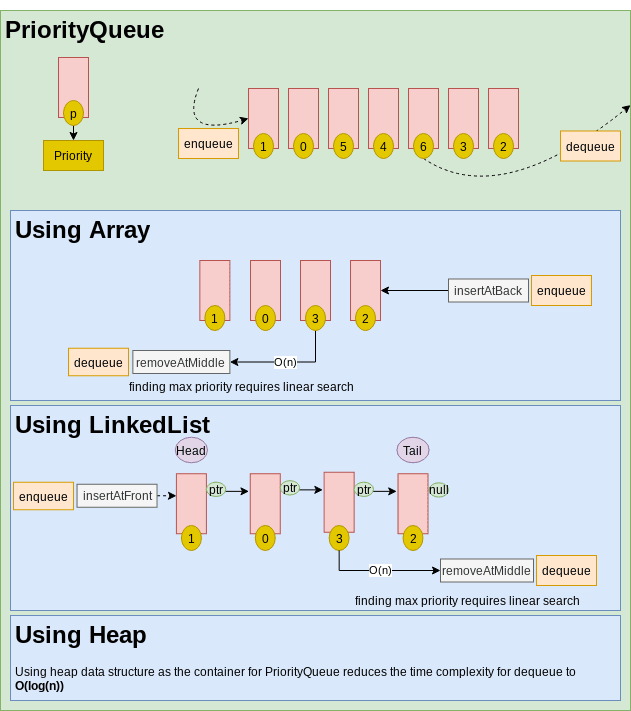 PriorityQueue
p
Priority
enqueue
1 0 5 4 6 3 2
dequeue
Using Array
1 0 3 2
insertAtBack enqueue
dequeue removeAtMiddle O(n)
finding max priority requires linear search
Using LinkedList
Head Tail
enqueue insertAtFront ptr ptr ptr null
1 0 3 2
O(n) removeAtMiddle dequeue
finding max priority requires linear search
Using Heap
Using heap data structure as the container for PriorityQueue reduces the time complexity for dequeue to
O(log(n))